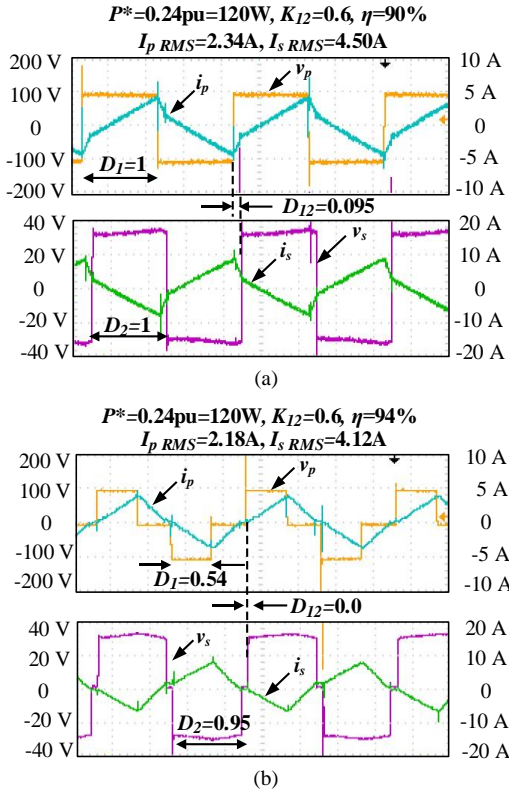 P*=0.24pu=120W, K12=0.6, η=90%
Ip RMS=2.34A, Is RMS=4.50A
200 V
100 V
0
-100 V
-200 V
ip
vp
D1=1
10 A
5 A
0
-5 A
-10 A
D12=0.095
40 V
20 V
0
-20 V
-40 V
vs
is
D2=1
20 A
10 A
0
-10 A
-20 A
(a)
P*=0.24pu=120W, K12=0.6, η=94%
Ip RMS=2.18A, Is RMS=4.12A
200 V
100 V
0
-100 V
-200 V
ip
vp
D1=0.54
10 A
5 A
0
-5 A
-10 A
D12=0.0
40 V
20 V
0
-20 V
-40 V
vs
is
D2=0.95
20 A
10 A
0
-10 A
-20 A
(b)